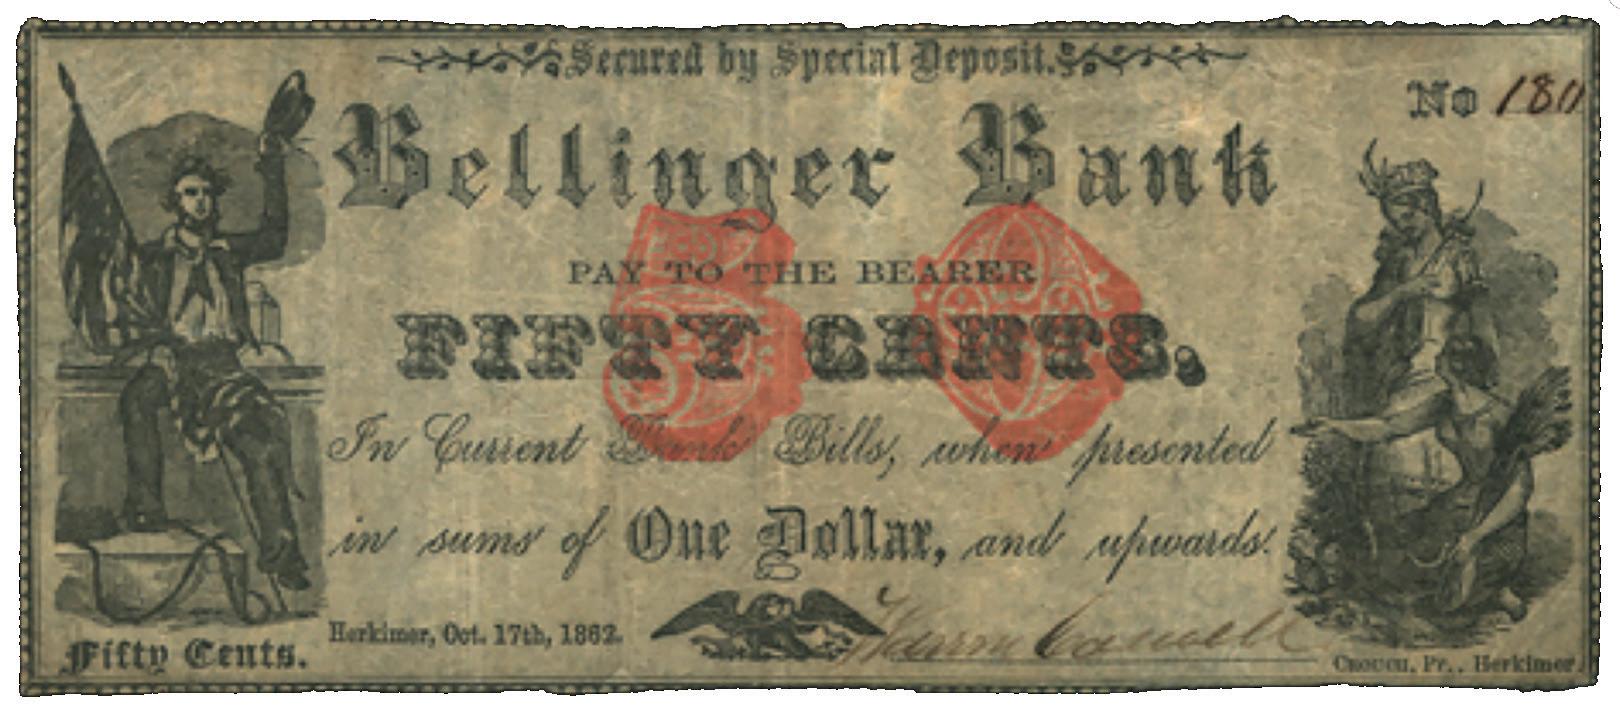 Secured by Special Deposit.
No 1811
Bellinger Bank
50
PAY TO THE BEARER
FIFTY CENTS,
In Current Bank Bills, when presented
in sums of One Dollar, and upwards.
Herkimer, Oct. 17th, 1862.
Fifty Cents.
Crouch, Pr., Herkimer.